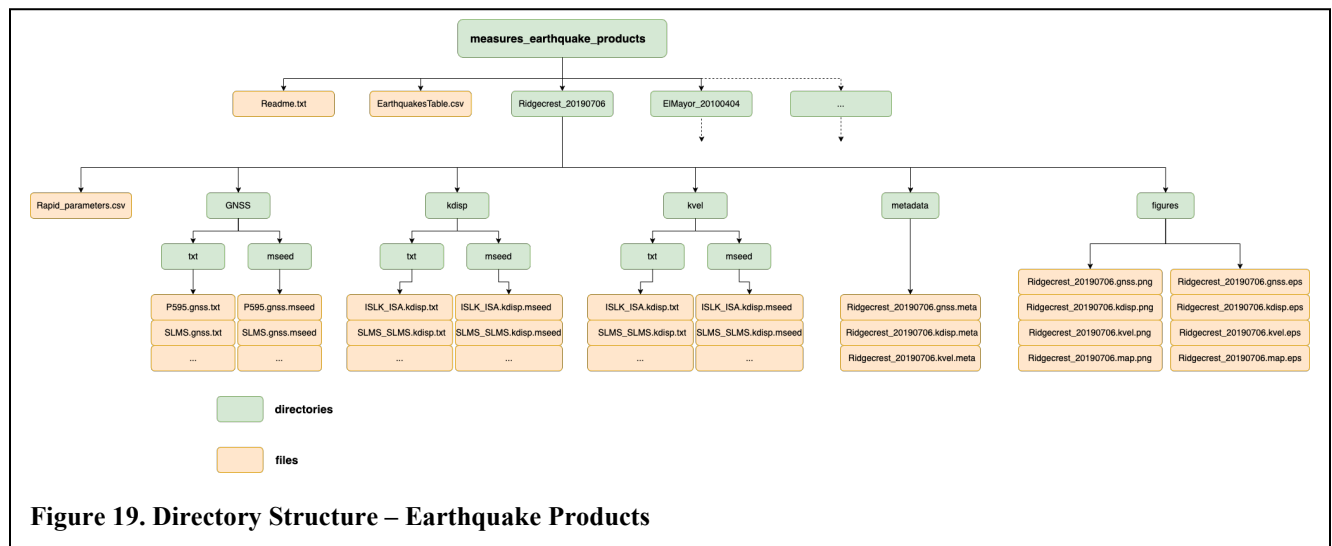 measures_earthquake_products
Readme.txt
EarthquakesTable.csv
Ridgecrest_20190706
ElMayor_20100404
...
Rapid_parameters.csv
GNSS
kdisp
kvel
metadata
figures
txt
mseed
txt
mseed
txt
mseed
P595.gnss.txt
SLMS.gnss.txt
...
P595.gnss.mseed
SLMS.gnss.mseed
...
ISLK_ISA.kdisp.txt
SLMS_SLMS.kdisp.txt
...
ISLK_ISA.kdisp.mseed
SLMS_SLMS.kdisp.mseed
...
ISLK_ISA.kdisp.txt
SLMS_SLMS.kdisp.txt
...
ISLK_ISA.kdisp.mseed
SLMS_SLMS.kdisp.mseed
...
Ridgecrest_20190706.gnss.meta
Ridgecrest_20190706.kdisp.meta
Ridgecrest_20190706.kvel.meta
Ridgecrest_20190706.gnss.png
Ridgecrest_20190706.kdisp.png
Ridgecrest_20190706.kvel.png
Ridgecrest_20190706.map.png
Ridgecrest_20190706.gnss.eps
Ridgecrest_20190706.kdisp.eps
Ridgecrest_20190706.kvel.eps
Ridgecrest_20190706.map.eps
directories
files
Figure 19. Directory Structure – Earthquake Products